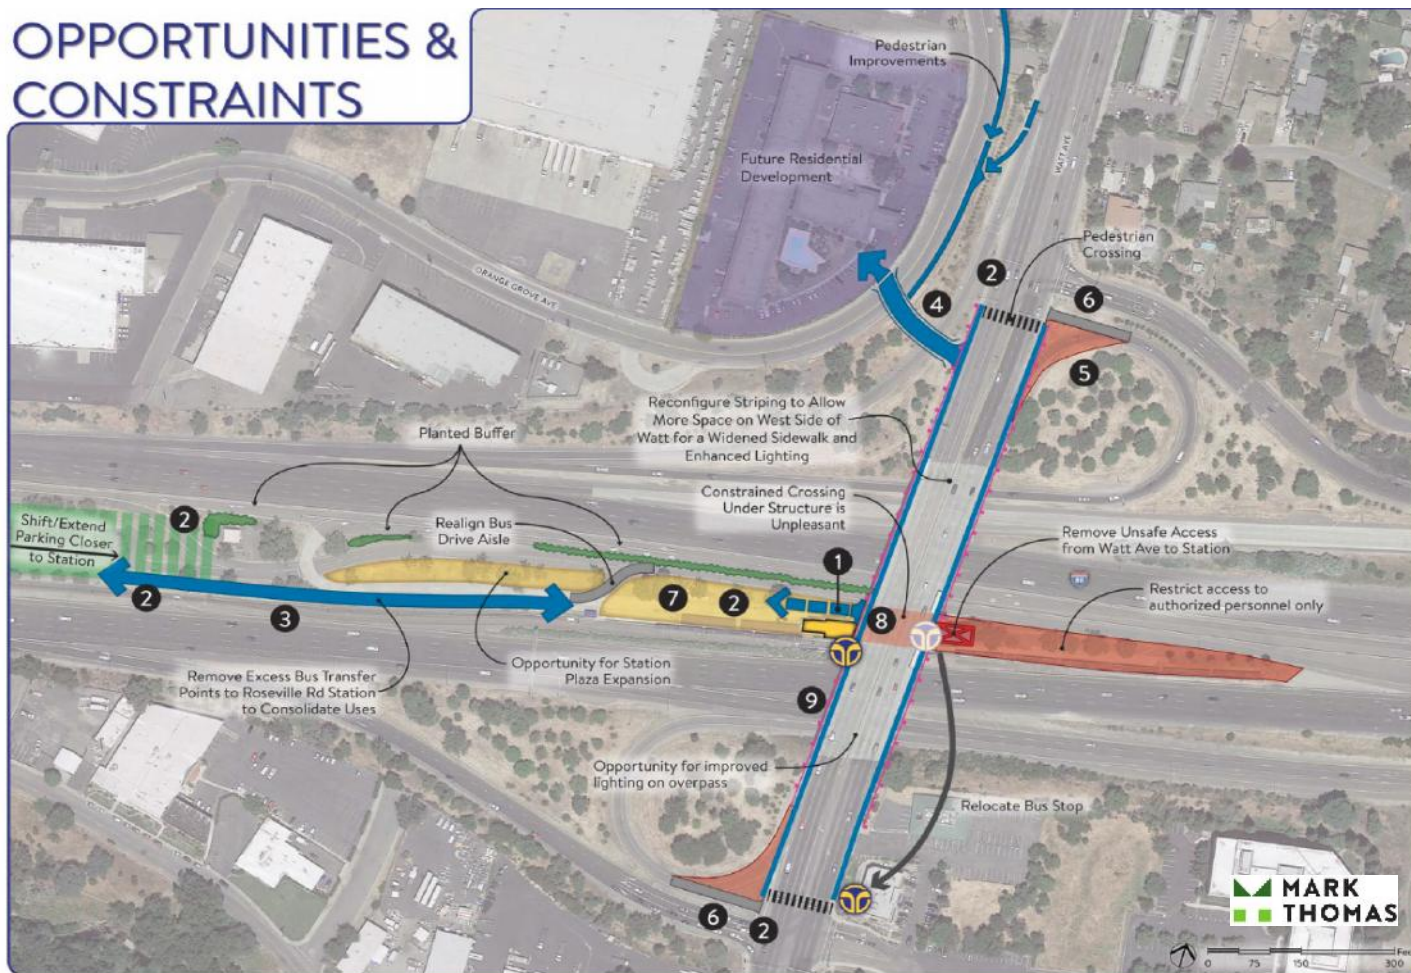 OPPORTUNITIES &
CONSTRAINTS
Pedestrian
Improvements
WATT AVE
Future Residential
Development
Pedestrian
Crossing
ORANGE GROVE AVE
2
6
4
5
Reconfigure Striping to Allow
More Space on West Side of
Watt for a Widened Sidewalk and
Enhanced Lighting
Planted Buffer
Constrained Crossing
Under Structure is
Unpleasant
2
Shift/Extend
Parking Closer
to Station
Realign Bus
Drive Aisle
Remove Unsafe Access
from Watt Ave to Station
1
80
Restrict access to
authorized personnel only
2
3
7
2
8
Opportunity for Station
Plaza Expansion
Remove Excess Bus Transfer
Points to Roseville Rd Station
to Consolidate Uses
9
Opportunity for improved
lighting on overpass
Relocate Bus Stop
6
2
MARK
THOMAS
0 75 150 300 Feet